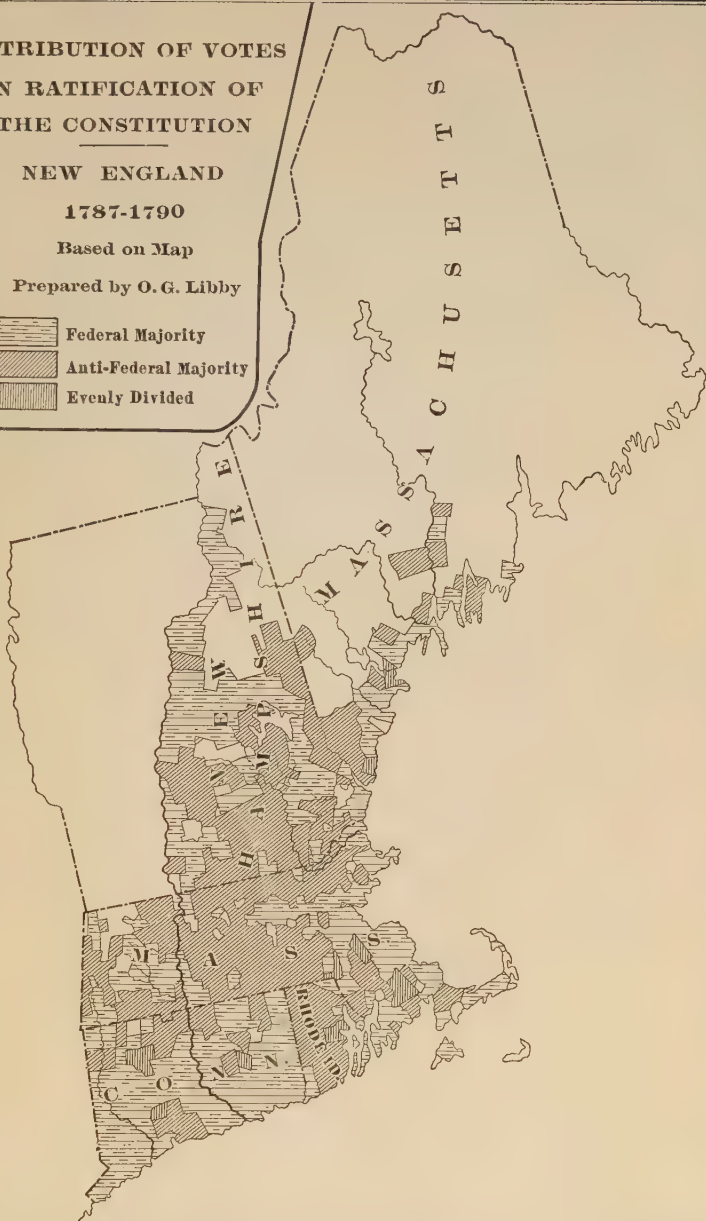 TRIBUTION OF VOTES
N RATIFICATION OF
THE CONSTITUTION
NEW ENGLAND
1787-1790
Based on Map
Prepared by O. G. Libby
Federal Majority
Anti-Federal Majority
Evenly Divided
MASSACHUSETTS
NEW HAMPSHIRE
MASS.
RHODE I'D
CONN.